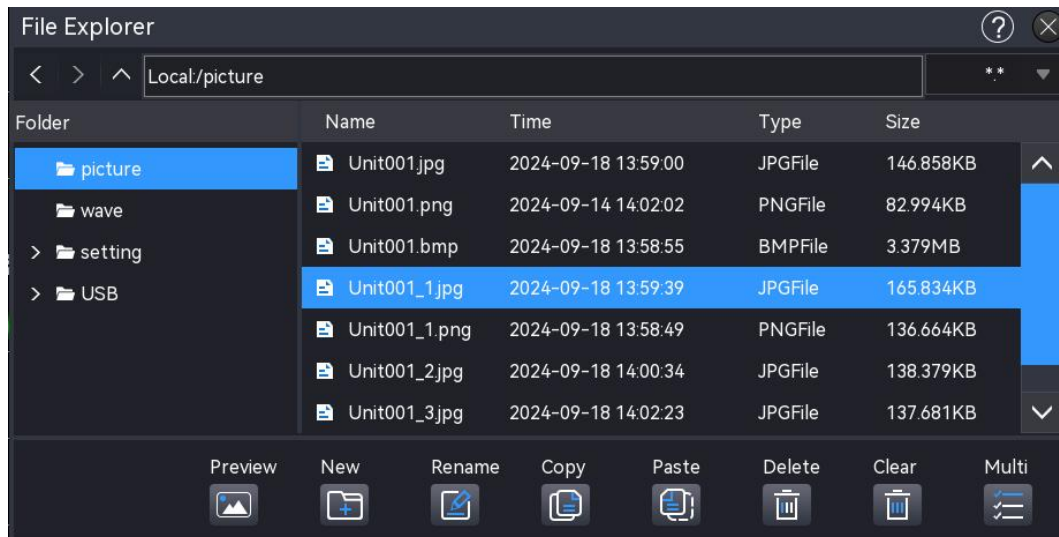 File Explorer
Local:/picture *.*
Folder Name Time Type Size
picture Unit001.jpg 2024-09-18 13:59:00 JPGFile 146.858KB
wave Unit001.png 2024-09-14 14:02:02 PNGFile 82.994KB
setting Unit001.bmp 2024-09-18 13:58:55 BMPFile 3.379MB
USB Unit001_1.jpg 2024-09-18 13:59:39 JPGFile 165.834KB
Unit001_1.png 2024-09-18 13:58:49 PNGFile 136.664KB
Unit001_2.jpg 2024-09-18 14:00:34 JPGFile 138.379KB
Unit001_3.jpg 2024-09-18 14:02:23 JPGFile 137.681KB
Preview New Rename Copy Paste Delete Clear Multi